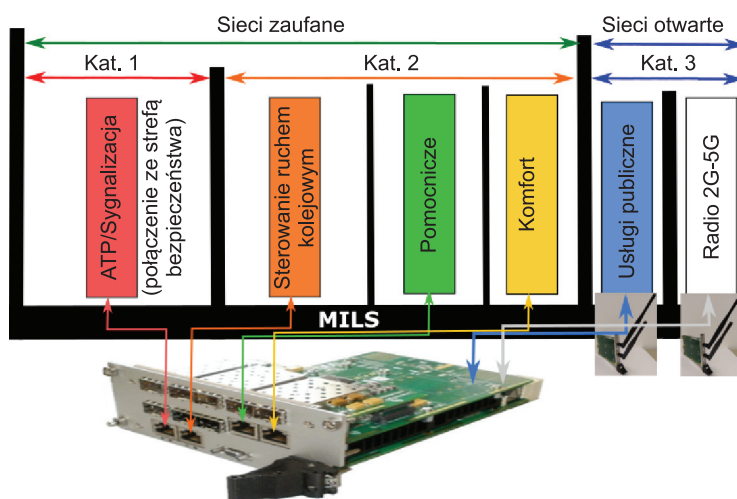 Sieci zaufane
Sieci otwarte
Kat. 1
Kat. 2
Kat. 3
ATP/Sygnalizacja
(połączenie ze strefą
bezpieczeństwa)
Sterowanie ruchem
kolejowym
Pomocnicze
Komfort
Usługi publiczne
Radio 2G-5G
MILS